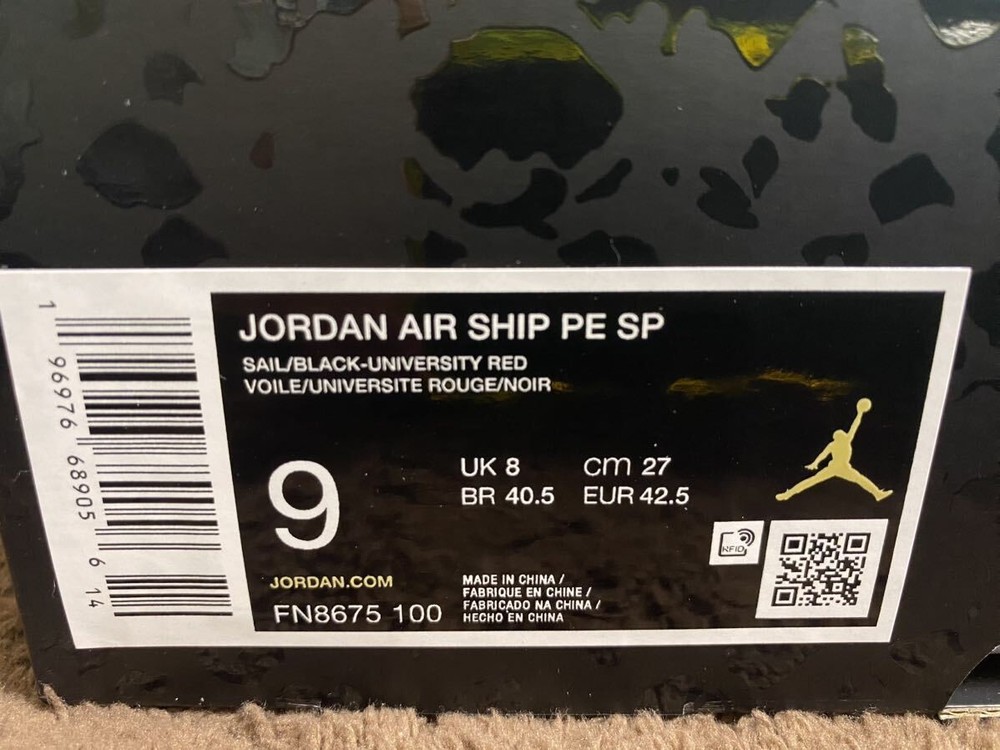 JORDAN AIR SHIP PE SP
SAIL/BLACK-UNIVERSITY RED
VOILE/UNIVERSITE ROUGE/NOIR
9
UK 8
cm 27
BR 40.5
EUR 42.5
RFID
JORDAN.COM
FN8675 100
MADE IN CHINA /
FABRIQUE EN CHINE /
FABRICADO NA CHINA /
HECHO EN CHINA
1 96976 68905 6 14